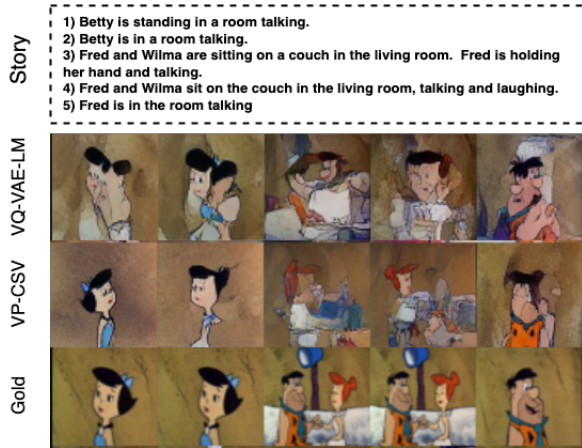 Story
1) Betty is standing in a room talking.
2) Betty is in a room talking.
3) Fred and Wilma are sitting on a couch in the living room.  Fred is holding
her hand and talking.
4) Fred and Wilma sit on the couch in the living room, talking and laughing.
5) Fred is in the room talking
VQ-VAE-LM
VP-CSV
Gold